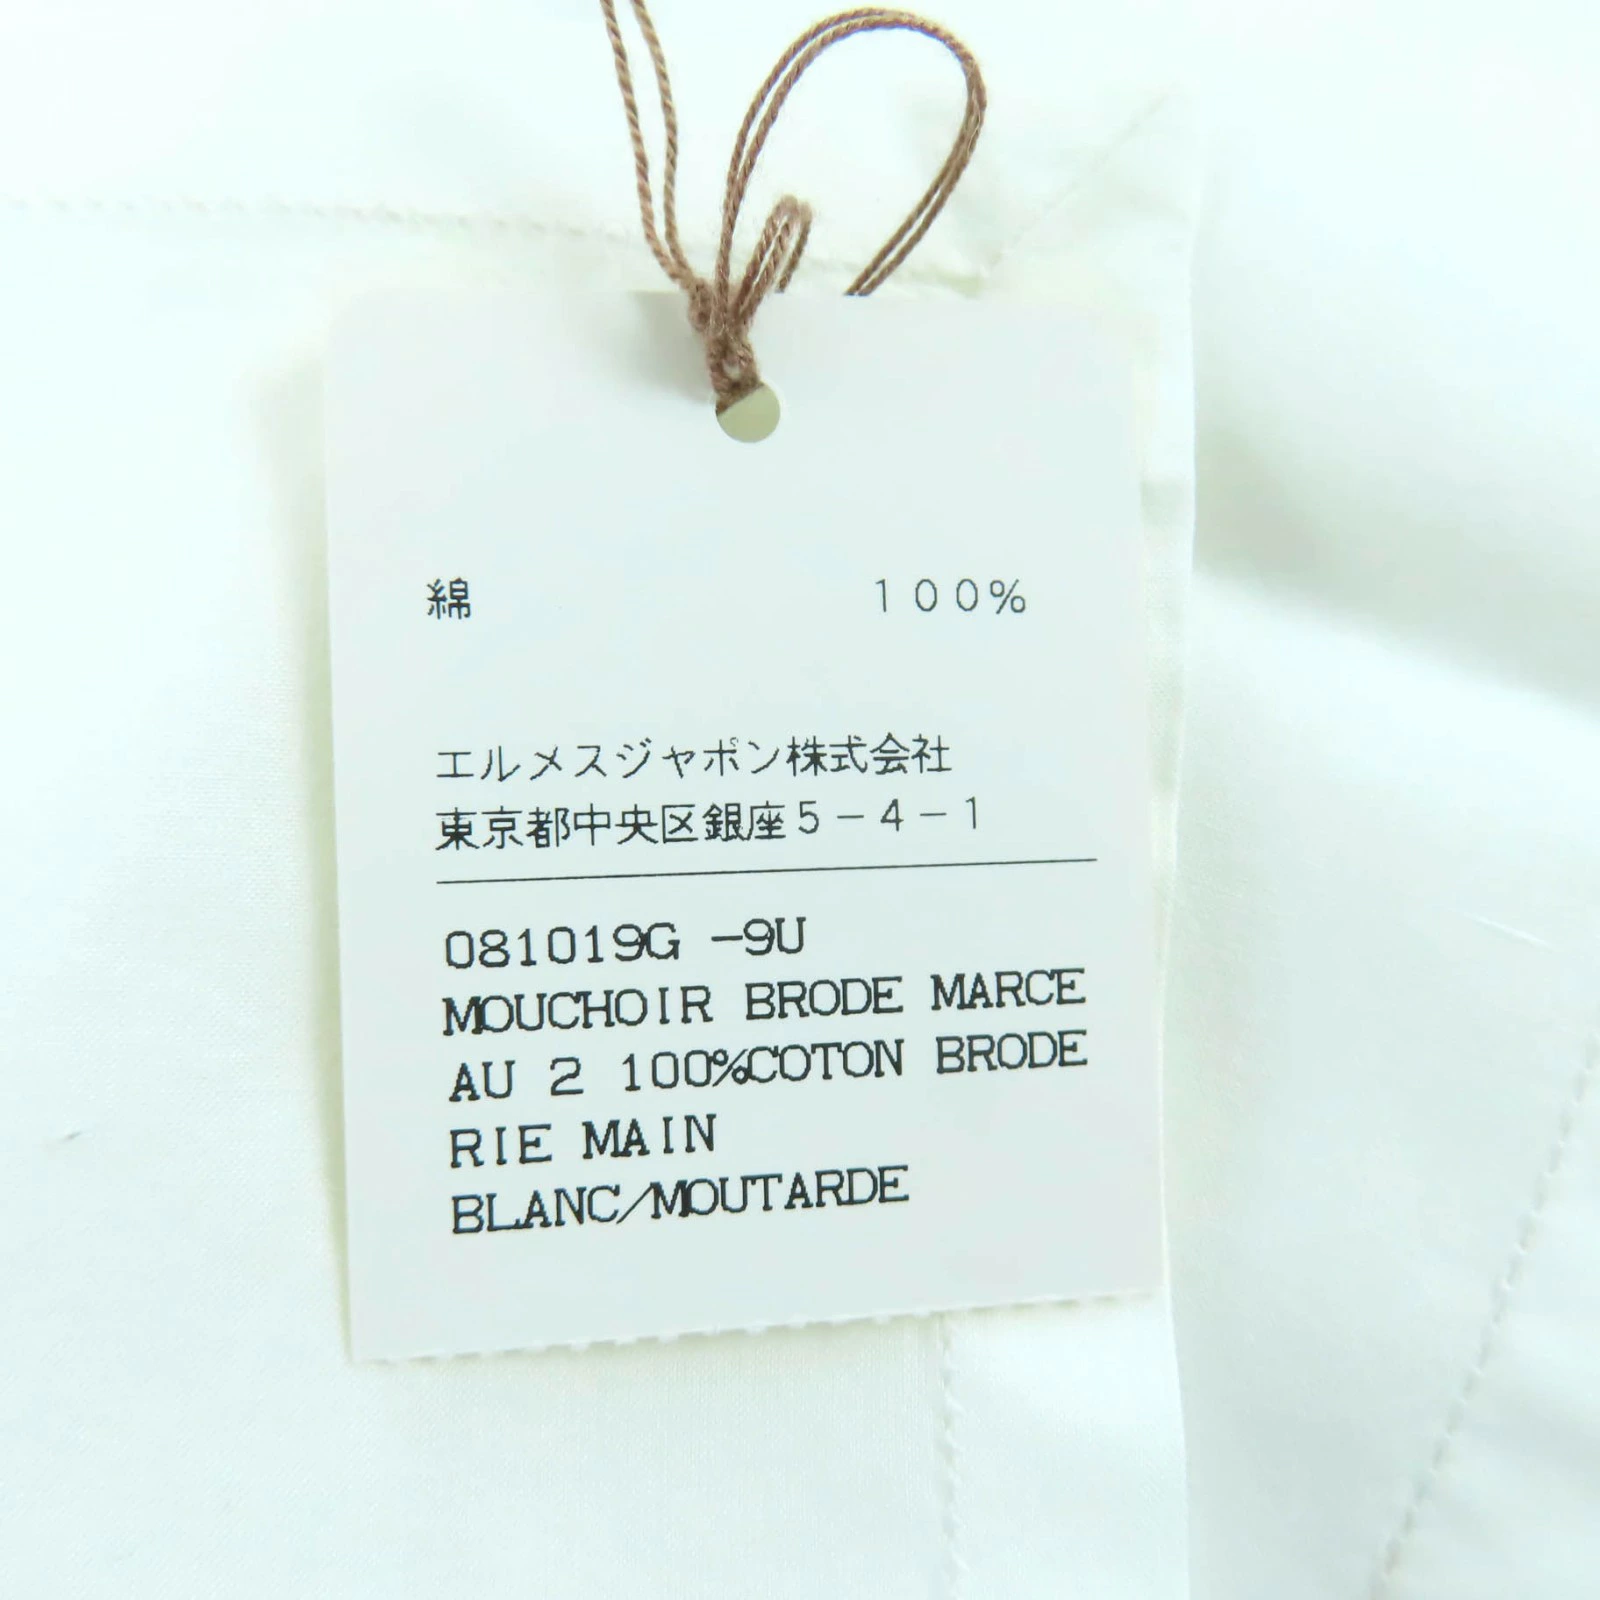 綿 100%
エルメスジャポン株式会社
東京都中央区銀座5-4-1
081019G -9U
MOUCHOIR BRODE MARCE
AU 2 100%COTON BRODE
RIE MAIN
BLANC/MOUTARDE